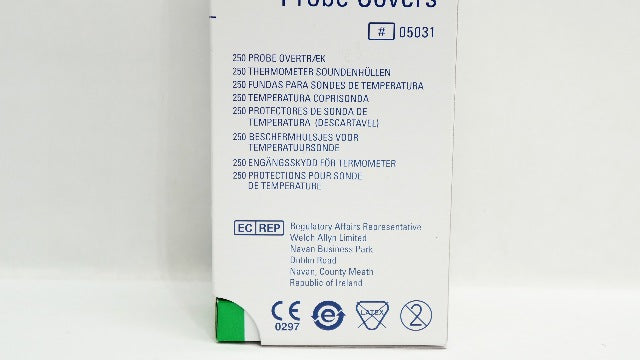 Probe Covers
# 05031
250 PROBE OVERTRÆK
250 THERMOMETER SOUNDENHÜLLEN
250 FUNDAS PARA SONDES DE TEMPERATURA
250 TEMPERATURA COPRISONDA
250 PROTECTORES DE SONDA DE
TEMPERATURA (DESCARTAVEL)
250 BESCHERMHULSJES VOOR
TEMPERATUURSONDE
250 ENGÅNGSSKYDD FÖR TERMOMETER
250 PROTECTIONS POUR SONDE
DE TEMPERATURE
EC REP Regulatory Affairs Representative
Welch Allyn Limited
Navan Business Park
Dublin Road
Navan, County Meath
Republic of Ireland
CE e LATEX 2
0297